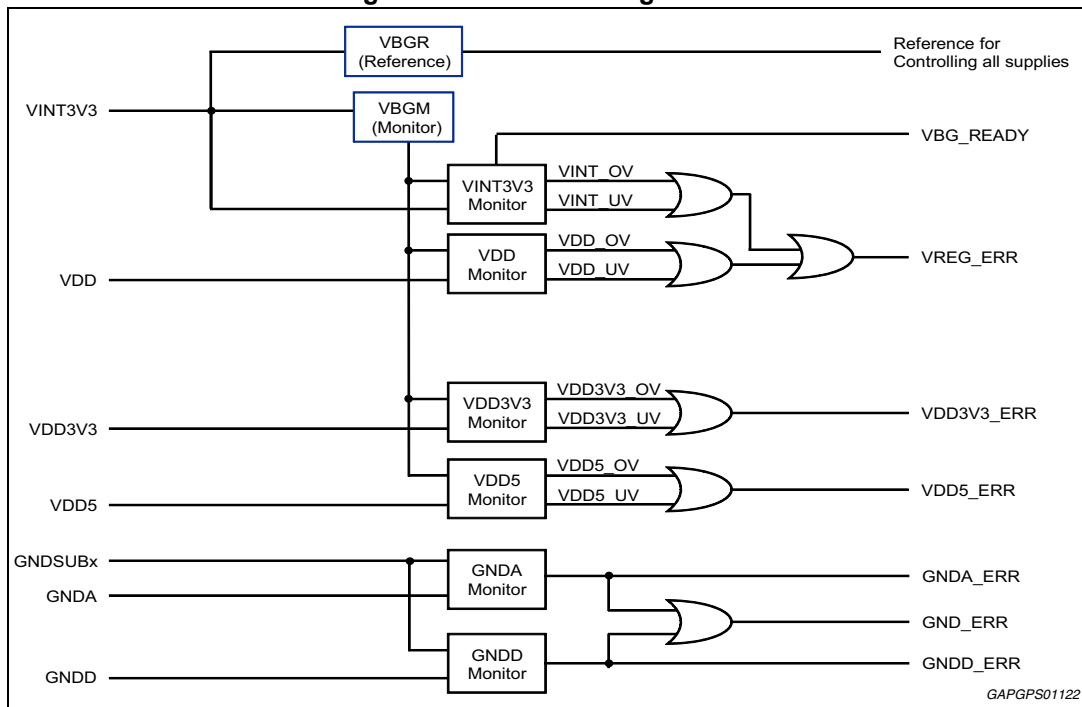 VBGR
(Reference)
Reference for
Controlling all supplies
VINT3V3
VBGM
(Monitor)
VBG_READY
VINT3V3
Monitor
VINT_OV
VINT_UV
VDD
Monitor
VDD_OV
VDD_UV
VREG_ERR
VDD
VDD3V3
Monitor
VDD3V3_OV
VDD3V3_UV
VDD3V3_ERR
VDD3V3
VDD5
Monitor
VDD5_OV
VDD5_UV
VDD5_ERR
VDD5
GNDSUBx
GNDA
Monitor
GNDA_ERR
GNDA
GND_ERR
GNDD
Monitor
GNDD_ERR
GNDD
GAPGPS01122